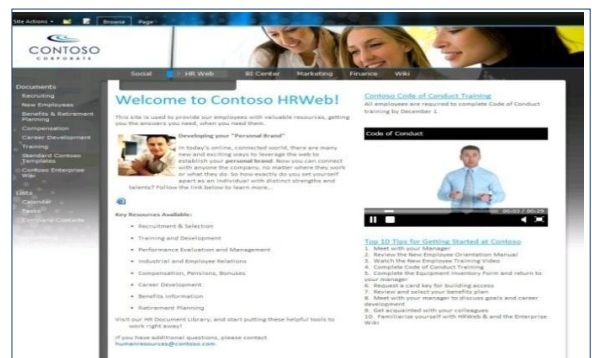 Site Actions Browse Page
CONTOSO
CORPORATE
Social HR Web BI Center Marketing Finance Wiki
Documents
Recruiting
New Employees
Benefits & Retirement
Planning
Compensation
Career Development
Training
Standard Contoso
Templates
Contoso Enterprise
Wiki
Lists
Calendar
Tasks
Welcome to Contoso HRWeb!
This site is used to provide our employees with valuable resources, getting
you the answers you need, when you need them.
Developing your "Personal Brand"
In today's online, connected world, there are many
new and exciting ways to leverage the web to
establish your personal brand. Now you can connect
with anyone the company, no matter where they work
or what they do. So how exactly do you set yourself
apart as an individual with distinct strengths and
talents? Follow the link below to learn more...
Key Resources Available:
• Recruitment & Selection
• Training and Development
• Performance Evaluation and Management
• Industrial and Employee Relations
• Compensation, Pensions, Bonuses
• Career Development
• Benefits Information
• Retirement Planning
Visit our HR Document Library, and start putting these helpful tools to
work right away!
If you have additional questions, please contact
humanresources@contoso.com
Contoso Code of Conduct Training
All employees are required to complete Code of Conduct
training by December 1.
Code of Conduct
Top 10 Tips for Getting Started at Contoso
1. Meet with your Manager
2. Review the New Employee Orientation Manual
3. Watch the New Employee Training Video
4. Complete Code of Conduct Training
5. Complete the Equipment Inventory Form and return to
your manager
6. Request a card key for building access
7. Review and select your benefits plan
8. Meet with your manager to discuss goals and career
development
9. Get acquainted with your colleagues
10. Familiarize yourself with HRWeb & and the Enterprise
Wiki